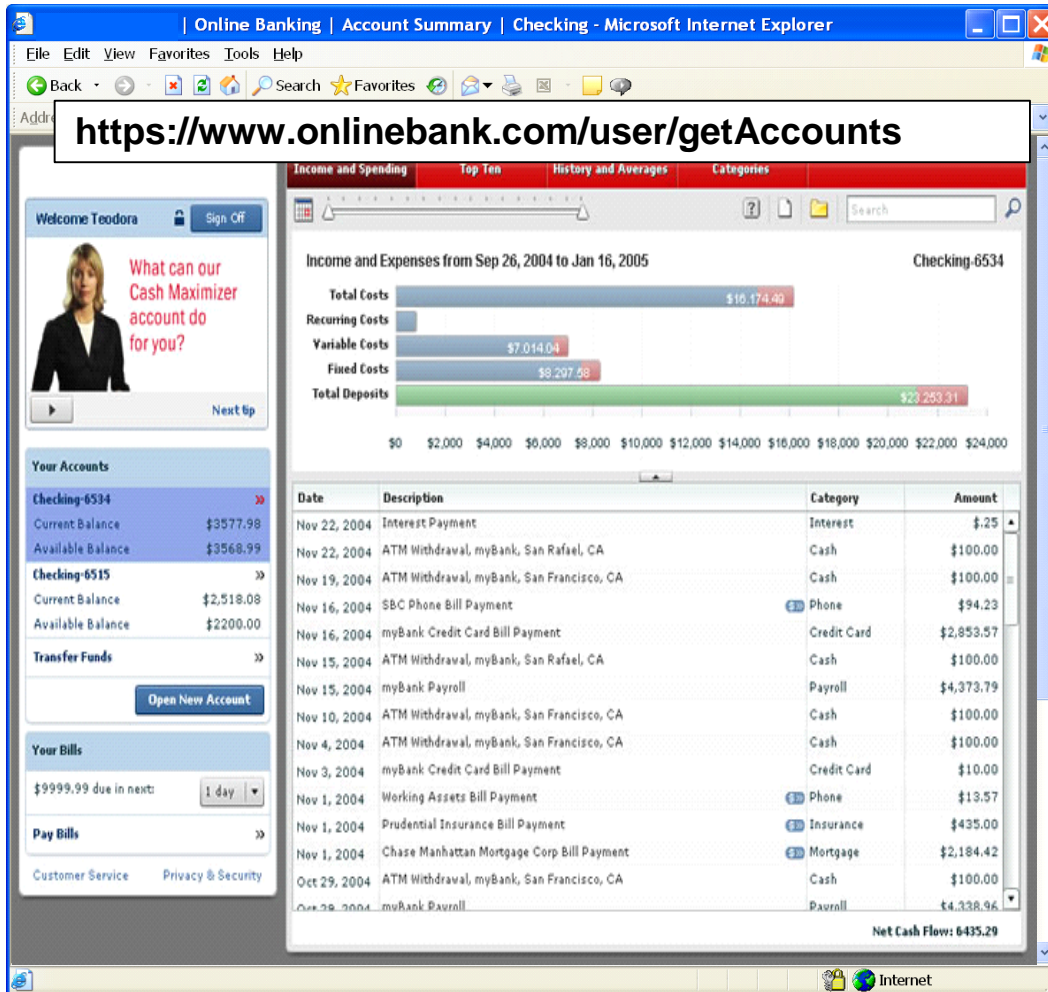 | Online Banking | Account Summary | Checking - Microsoft Internet Explorer
File Edit View Favorites Tools Help
Back Search Favorites
Addre
https://www.onlinebank.com/user/getAccounts
Income and Spending Top Ten History and Averages Categories
Welcome Teodora Sign Off
Search
What can our
Cash Maximizer
account do
for you?
Next tip
Income and Expenses from Sep 26, 2004 to Jan 16, 2005 Checking-6534
Total Costs $16,174.49
Recurring Costs
Variable Costs $7,014.04
Fixed Costs $8,297.58
Total Deposits $23,253.31
$0 $2,000 $4,000 $6,000 $8,000 $10,000 $12,000 $14,000 $16,000 $18,000 $20,000 $22,000 $24,000
Your Accounts
Checking-6534 »
Current Balance $3577.98
Available Balance $3568.99
Checking-6515 »
Current Balance $2,518.08
Available Balance $2200.00
Transfer Funds »
Open New Account
Your Bills
$9999.99 due in next: 1 day
Pay Bills »
Customer Service Privacy & Security
Date Description Category Amount
Nov 22, 2004 Interest Payment Interest $.25
Nov 22, 2004 ATM Withdrawal, myBank, San Rafael, CA Cash $100.00
Nov 19, 2004 ATM Withdrawal, myBank, San Francisco, CA Cash $100.00
Nov 16, 2004 SBC Phone Bill Payment Phone $94.23
Nov 16, 2004 myBank Credit Card Bill Payment Credit Card $2,853.57
Nov 15, 2004 ATM Withdrawal, myBank, San Rafael, CA Cash $100.00
Nov 15, 2004 myBank Payroll Payroll $4,373.79
Nov 10, 2004 ATM Withdrawal, myBank, San Francisco, CA Cash $100.00
Nov 4, 2004 ATM Withdrawal, myBank, San Francisco, CA Cash $100.00
Nov 3, 2004 myBank Credit Card Bill Payment Credit Card $10.00
Nov 1, 2004 Working Assets Bill Payment Phone $13.57
Nov 1, 2004 Prudential Insurance Bill Payment Insurance $435.00
Nov 1, 2004 Chase Manhattan Mortgage Corp Bill Payment Mortgage $2,184.42
Oct 29, 2004 ATM Withdrawal, myBank, San Francisco, CA Cash $100.00
Oct 29, 2004 myBank Payroll Payroll $4,338.96
Net Cash Flow: 6435.29
Internet